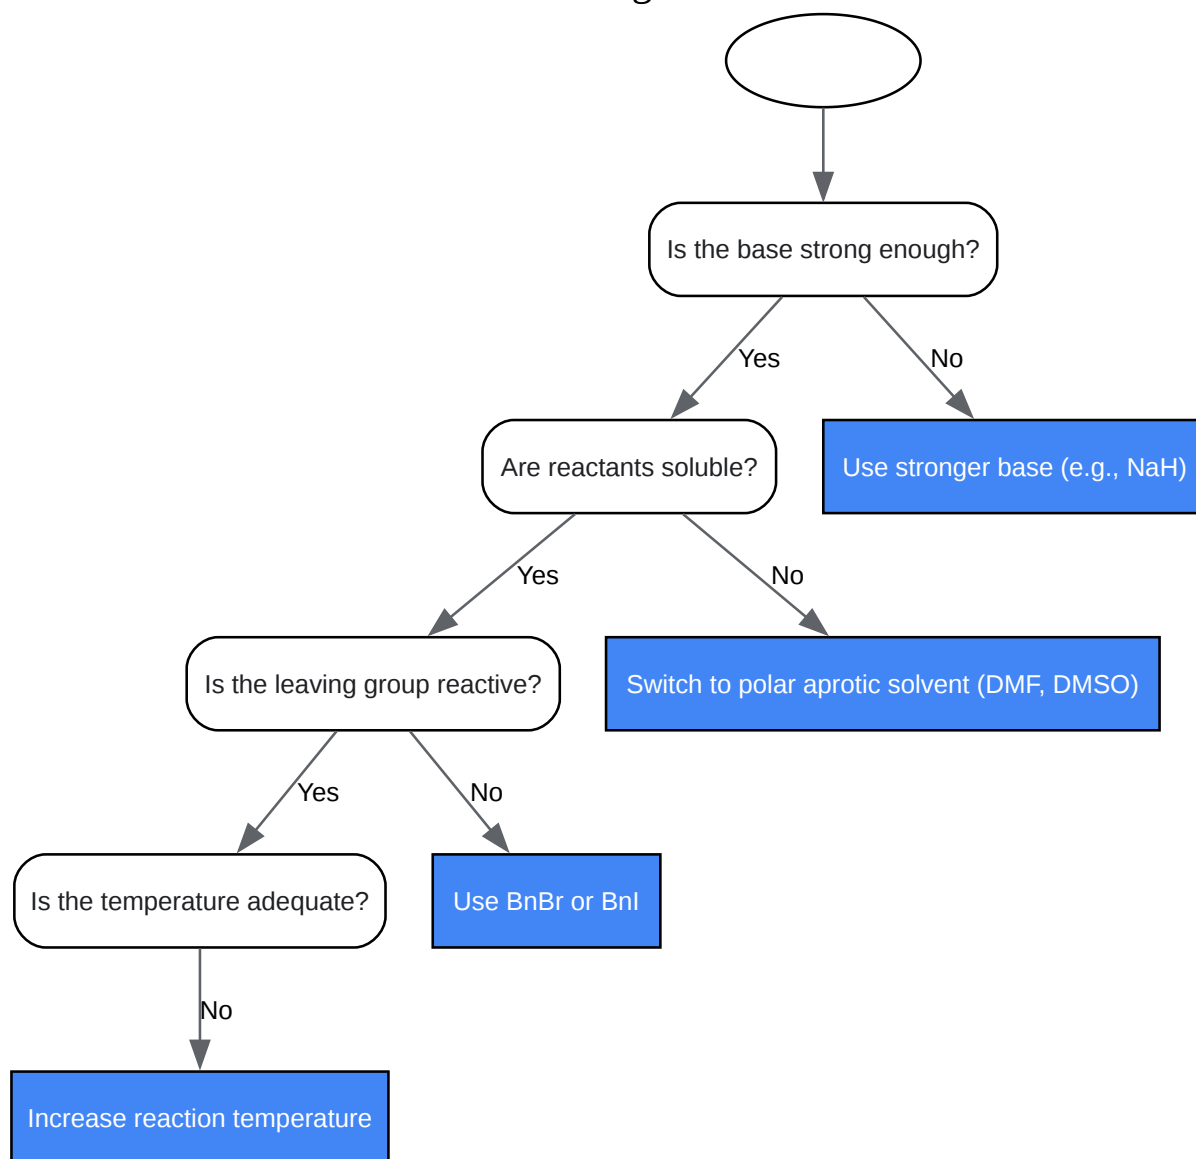 Is the base strong enough?
Yes
No
Are reactants soluble?
Use stronger base (e.g., NaH)
Yes
No
Is the leaving group reactive?
Switch to polar aprotic solvent (DMF, DMSO)
Yes
No
Is the temperature adequate?
Use BnBr or BnI
No
Increase reaction temperature